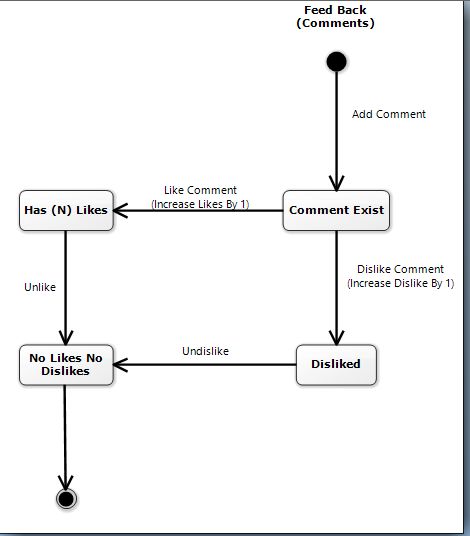 Feed Back
(Comments)
Add Comment
Like Comment
(Increase Likes By 1)
Has (N) Likes
Comment Exist
Dislike Comment
(Increase Dislike By 1)
Unlike
Undislike
No Likes No
Dislikes
Disliked